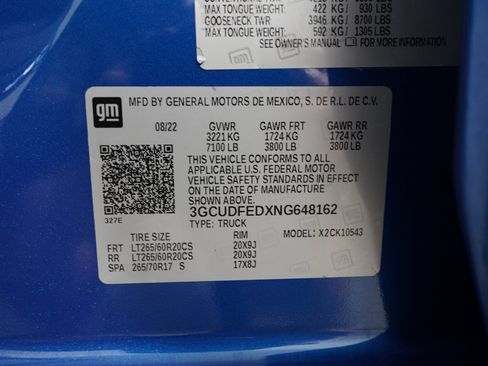 MAX TONGUE WEIGHT: 422 KG / 930 LBS
GOOSENECK TWR: 3946 KG / 8700 LBS
MAX TONGUE WEIGHT: 592 KG / 1305 LBS
SEE OWNER'S MANUAL FOR MORE INFORMATION
gm
MFD BY GENERAL MOTORS DE MEXICO, S. DE R.L. DE C.V.
08/22 GVWR GAWR FRT GAWR RR
3221 KG 1724 KG 1724 KG
7100 LB 3800 LB 3800 LB
THIS VEHICLE CONFORMS TO ALL
APPLICABLE U.S. FEDERAL MOTOR
VEHICLE SAFETY STANDARDS IN EFFECT
ON THE DATE OF MANUFACTURE
SHOWN ABOVE.
3GCUDFEDXNG648162
TYPE: TRUCK
327E
TIRE SIZE RIM MODEL: X2CK10543
FRT LT265/60R20CS 20X9J
RR LT265/60R20CS 20X9J
SPA 265/70R17 S 17X8J